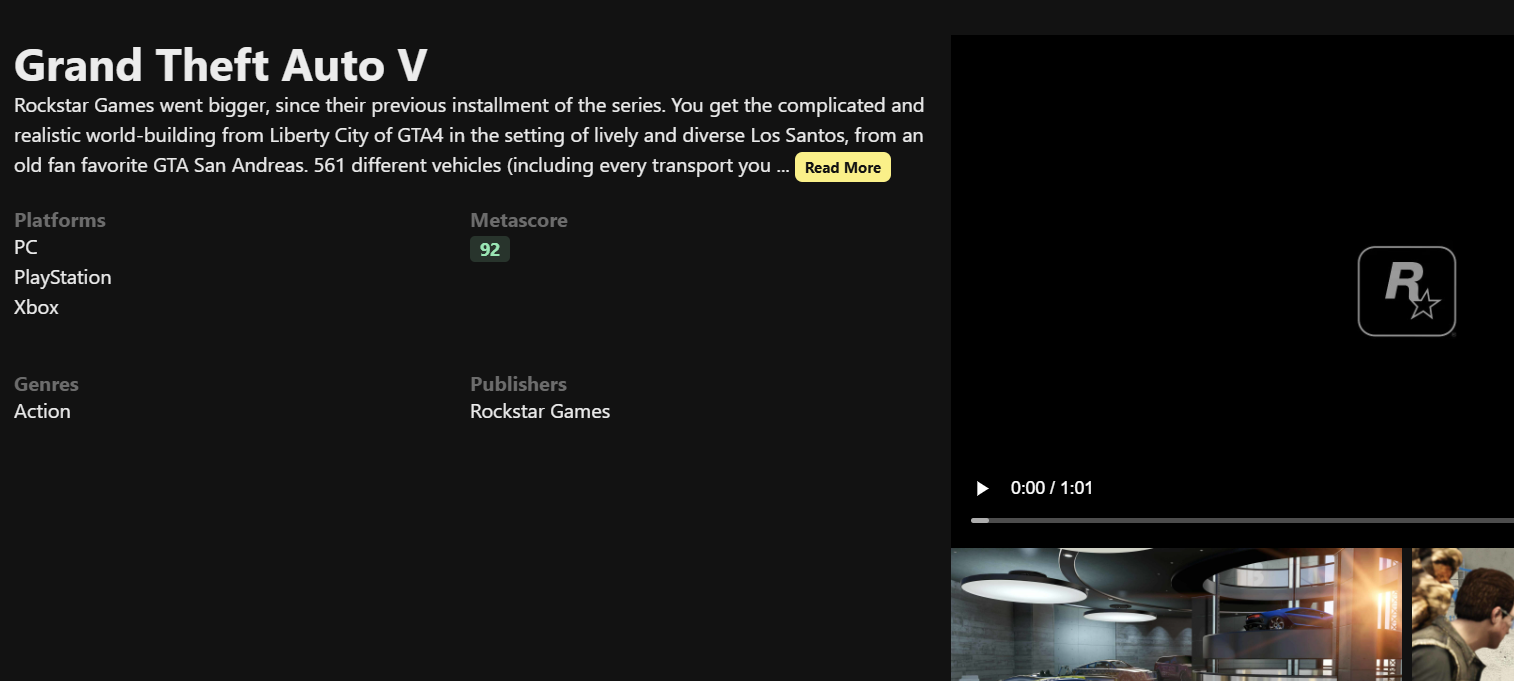 Grand Theft Auto V
Rockstar Games went bigger, since their previous installment of the series. You get the complicated and
realistic world-building from Liberty City of GTA4 in the setting of lively and diverse Los Santos, from an
old fan favorite GTA San Andreas. 561 different vehicles (including every transport you ... Read More
Platforms
PC
PlayStation
Xbox
Metascore
92
Genres
Action
Publishers
Rockstar Games
R
0:00 / 1:01